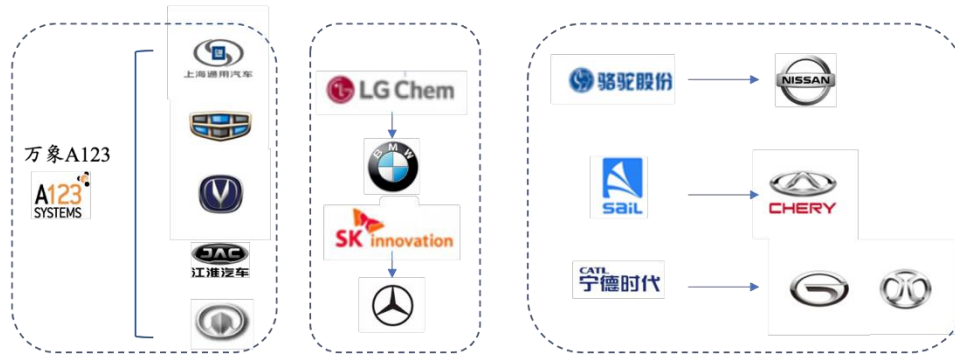 万象A123
A123
SYSTEMS
GM
上海通用汽车
JAC
江淮汽车
LG Chem
BMW
SK innovation
骆驼股份
NISSAN
SaiL
CHERY
CATL
宁德时代